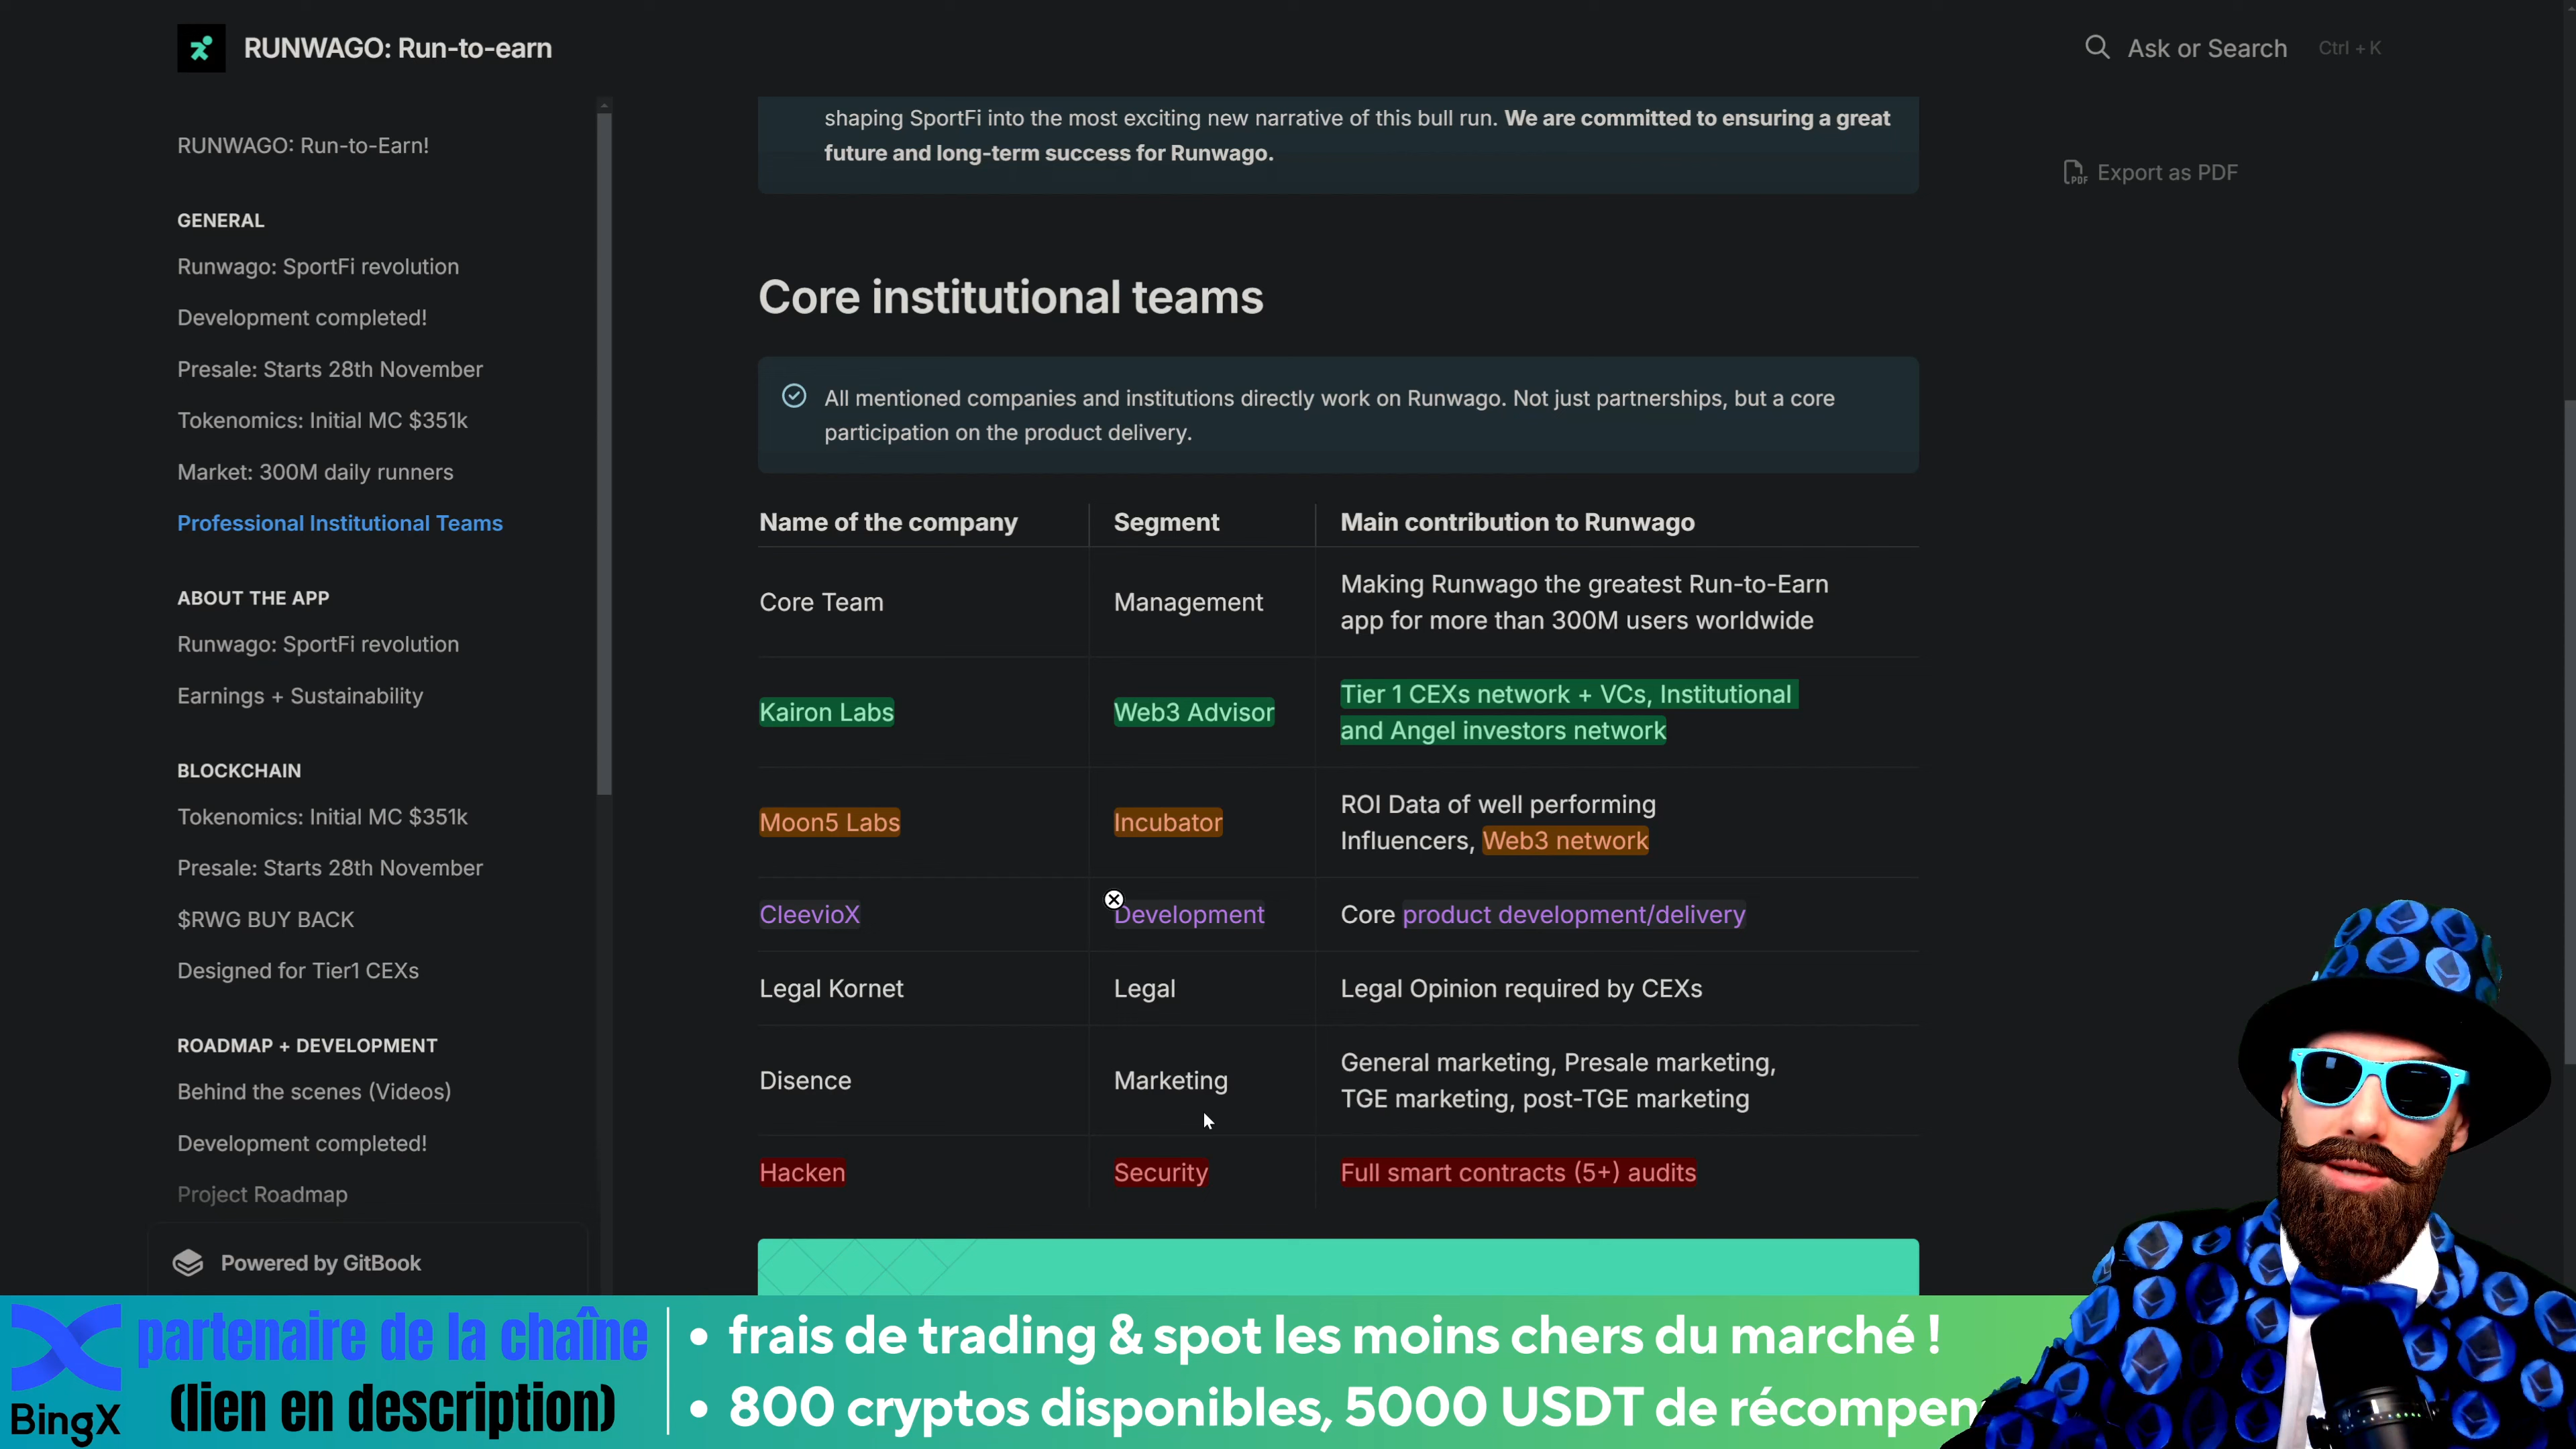 RUNWAGO: Run-to-earn
Ask or Search Ctrl + K
RUNWAGO: Run-to-Earn!
GENERAL
Runwago: SportFi revolution
Development completed!
Presale: Starts 28th November
Tokenomics: Initial MC $351k
Market: 300M daily runners
Professional Institutional Teams
ABOUT THE APP
Runwago: SportFi revolution
Earnings + Sustainability
BLOCKCHAIN
Tokenomics: Initial MC $351k
Presale: Starts 28th November
$RWG BUY BACK
Designed for Tier1 CEXs
ROADMAP + DEVELOPMENT
Behind the scenes (Videos)
Development completed!
Project Roadmap
Powered by GitBook
shaping SportFi into the most exciting new narrative of this bull run. We are committed to ensuring a great
future and long-term success for Runwago.
PDF Export as PDF
Core institutional teams
All mentioned companies and institutions directly work on Runwago. Not just partnerships, but a core
participation on the product delivery.
Name of the company Segment Main contribution to Runwago
Core Team Management Making Runwago the greatest Run-to-Earn
app for more than 300M users worldwide
Kairon Labs Web3 Advisor Tier 1 CEXs network + VCs, Institutional
and Angel investors network
Moon5 Labs Incubator ROI Data of well performing
Influencers, Web3 network
CleevioX Development Core product development/delivery
Legal Kornet Legal Legal Opinion required by CEXs
Disence Marketing General marketing, Presale marketing,
TGE marketing, post-TGE marketing
Hacken Security Full smart contracts (5+) audits
partenaire de la chaîne
(lien en description)
BingX
• frais de trading & spot les moins chers du marché !
• 800 cryptos disponibles, 5000 USDT de récompen